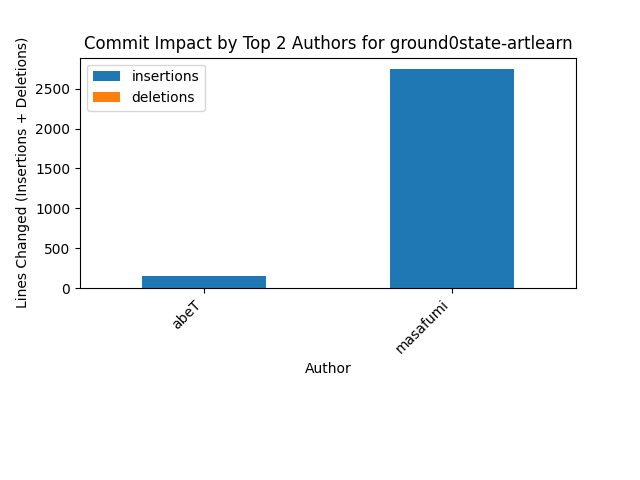 Commit Impact by Top 2 Authors for ground0state-artlearn
insertions
deletions
Lines Changed (Insertions + Deletions)
2500
2000
1500
1000
500
0
abeT
masafumi
Author